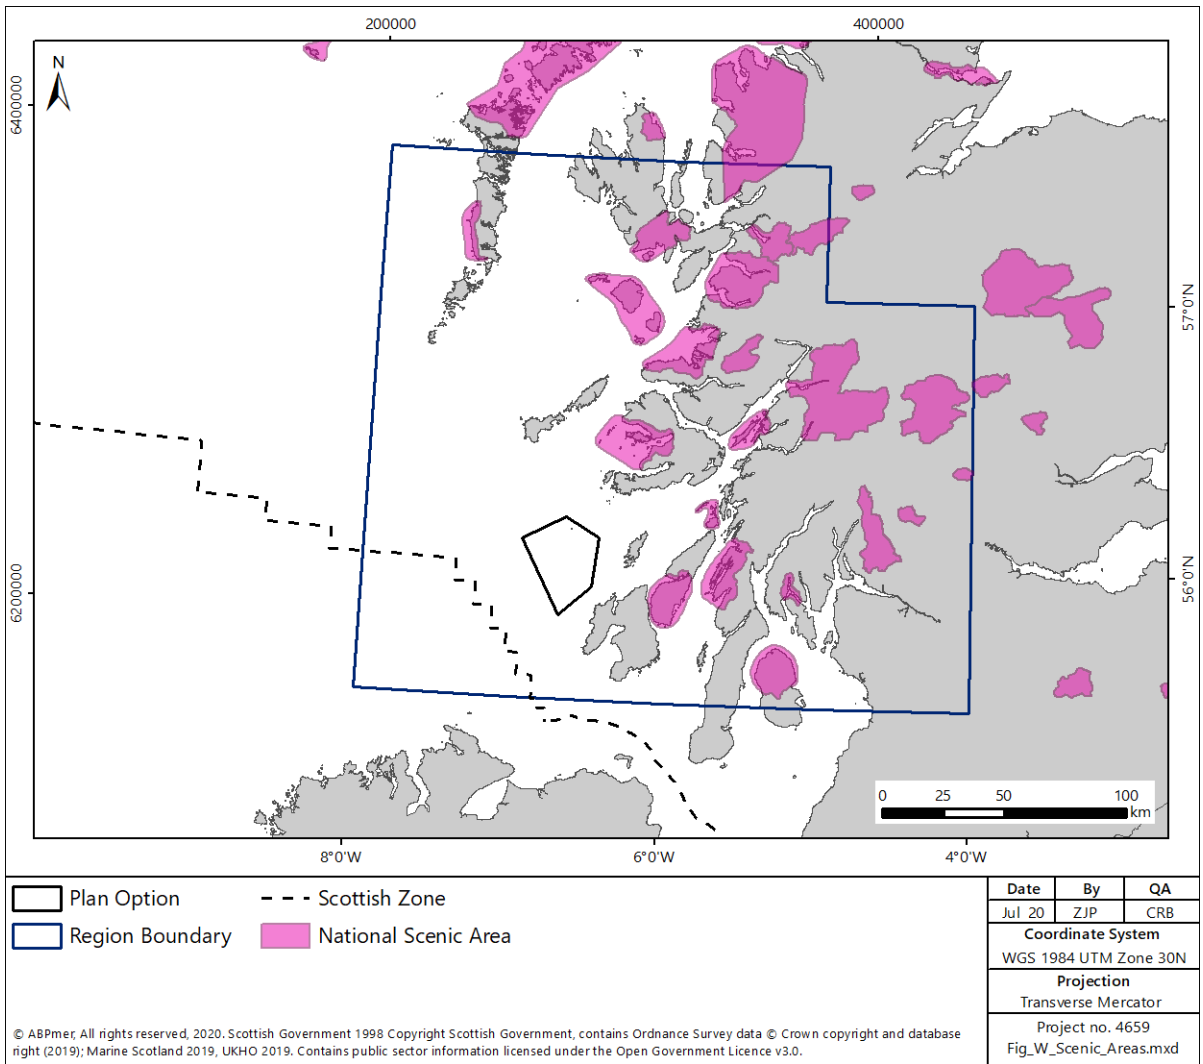 200000
400000
N
6400000
57°0'N
6200000
56°0'N
0
25
50
100
km
8°0'W
6°0'W
4°0'W
Plan Option
Scottish Zone
Region Boundary
National Scenic Area
Date
By
QA
Jul 20
ZJP
CRB
Coordinate System
WGS 1984 UTM Zone 30N
Projection
Transverse Mercator
Project no. 4659
Fig_W_Scenic_Areas.mxd
© ABPmer, All rights reserved, 2020. Scottish Government 1998 Copyright Scottish Government, contains Ordnance Survey data © Crown copyright and database
right (2019); Marine Scotland 2019, UKHO 2019. Contains public sector information licensed under the Open Government Licence v3.0.